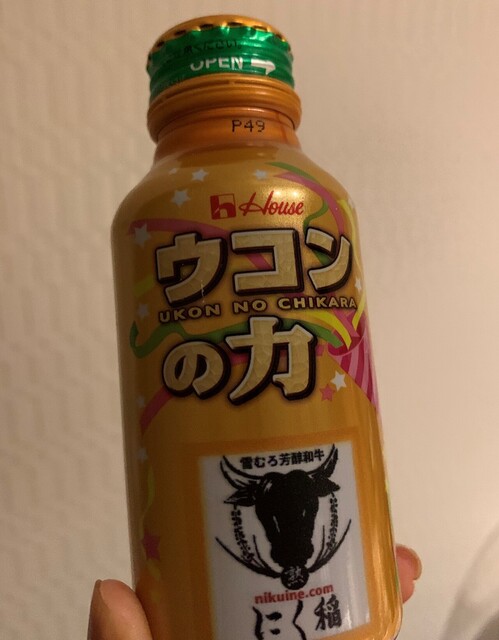 OPEN
P49
House
ウコン
UKON NO CHIKARA
の力
雪むろ芳醇和牛
熟
nikuine.com
にく稲